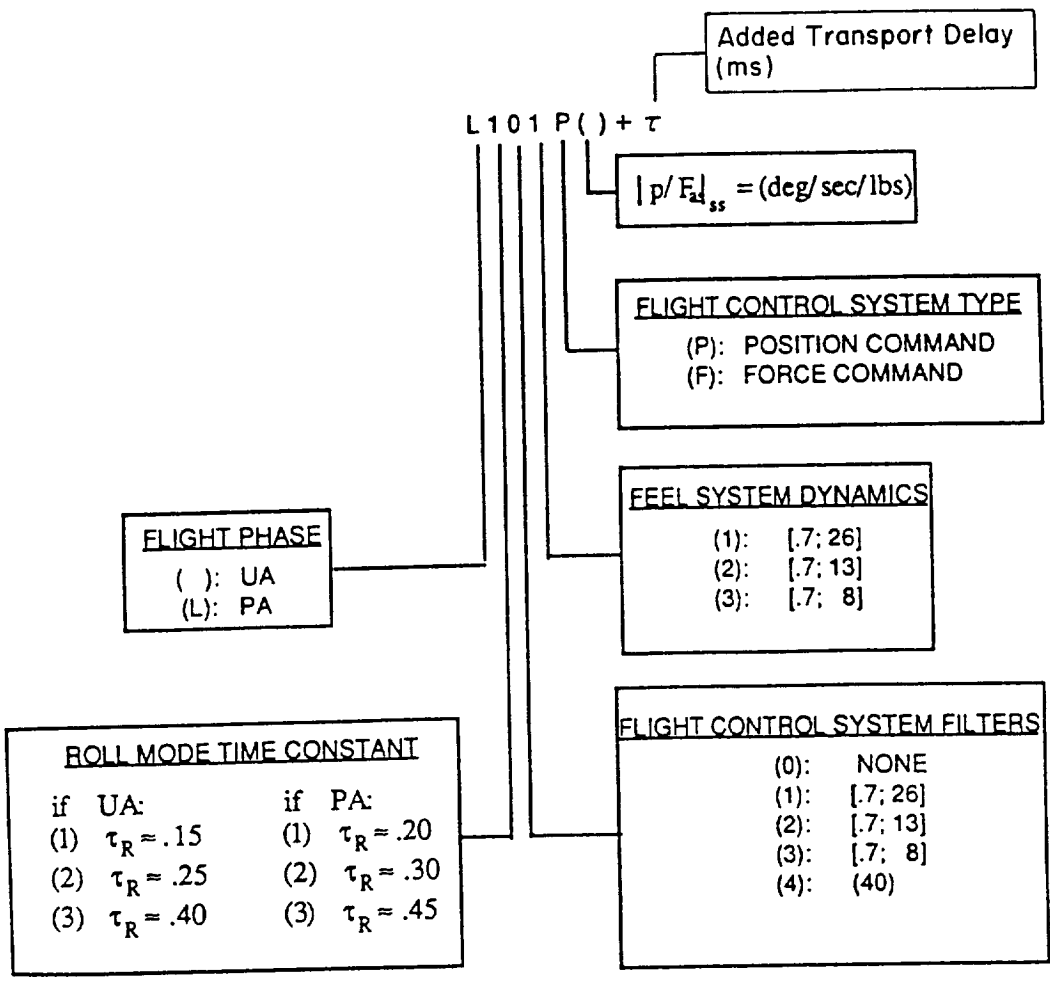 Added Transport Delay
(ms)
L 1 0 1 P ( ) + τ
| p / F_as |_ss = (deg/sec/lbs)
FLIGHT CONTROL SYSTEM TYPE
(P): POSITION COMMAND
(F): FORCE COMMAND
FEEL SYSTEM DYNAMICS
(1): [.7; 26]
(2): [.7; 13]
(3): [.7; 8]
FLIGHT PHASE
( ): UA
(L): PA
ROLL MODE TIME CONSTANT
if UA:
(1) τ_R ≈ .15
(2) τ_R ≈ .25
(3) τ_R ≈ .40
if PA:
(1) τ_R ≈ .20
(2) τ_R ≈ .30
(3) τ_R ≈ .45
FLIGHT CONTROL SYSTEM FILTERS
(0): NONE
(1): [.7; 26]
(2): [.7; 13]
(3): [.7; 8]
(4): (40)